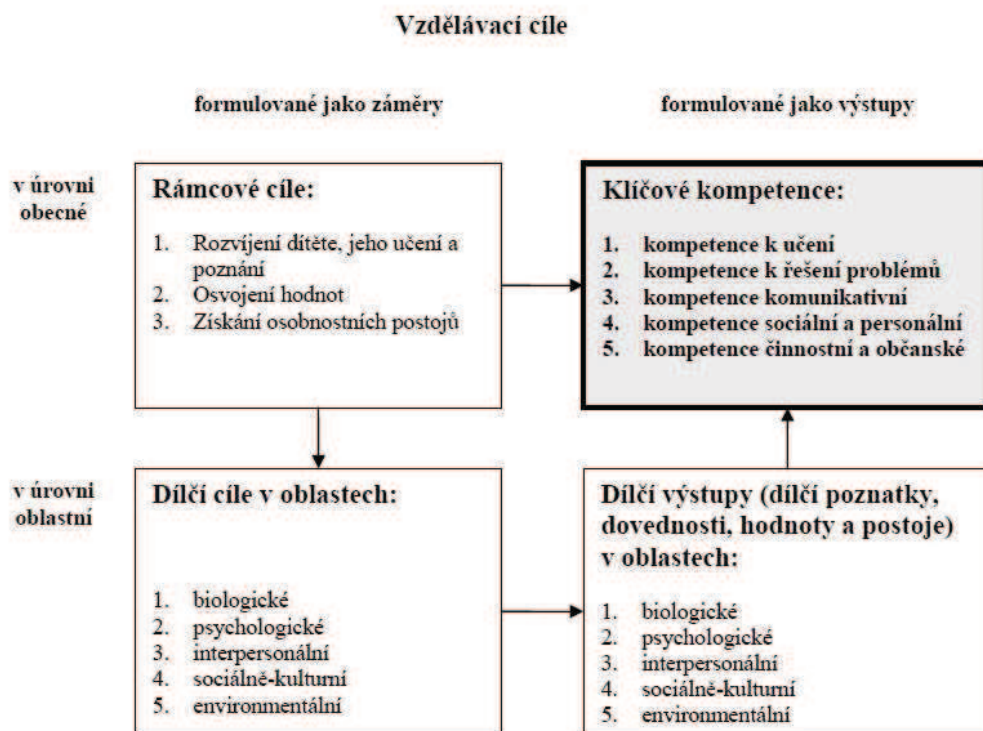 Vzdělávací cíle
formulované jako záměry
formulované jako výstupy
v úrovni
obecné
Rámcové cíle:
1. Rozvíjení dítěte, jeho učení a
poznání
2. Osvojení hodnot
3. Získání osobnostních postojů
Klíčové kompetence:
1. kompetence k učení
2. kompetence k řešení problémů
3. kompetence komunikativní
4. kompetence sociální a personální
5. kompetence činnostní a občanské
v úrovni
oblastní
Dílčí cíle v oblastech:
1. biologické
2. psychologické
3. interpersonální
4. sociálně-kulturní
5. environmentální
Dílčí výstupy (dílčí poznatky,
dovednosti, hodnoty a postoje)
v oblastech:
1. biologické
2. psychologické
3. interpersonální
4. sociálně-kulturní
5. environmentální